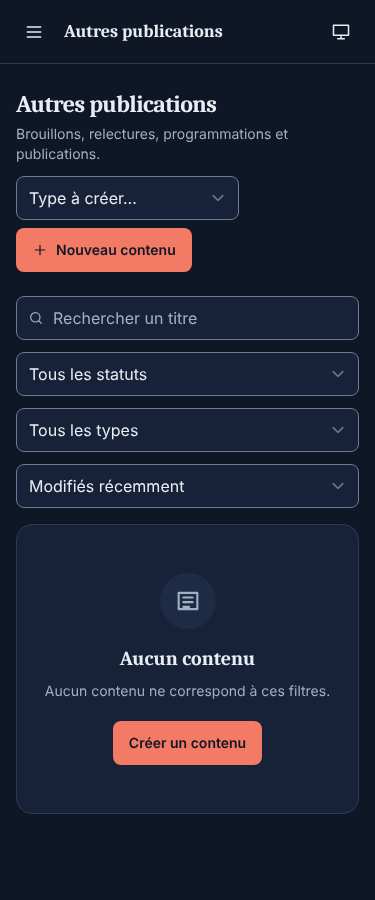 Autres publications
Autres publications
Brouillons, relectures, programmations et
publications.
Type à créer...
Nouveau contenu
Rechercher un titre
Tous les statuts
Tous les types
Modifiés récemment
Aucun contenu
Aucun contenu ne correspond à ces filtres.
Créer un contenu